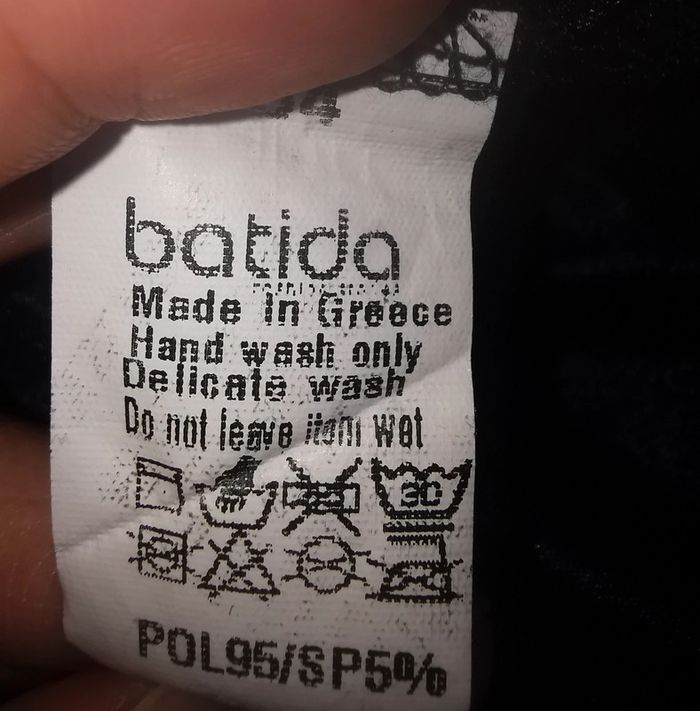 batida
Made in Greece
Hand wash only
Delicate wash
Do not leave item wet
30
POL95/SP5%